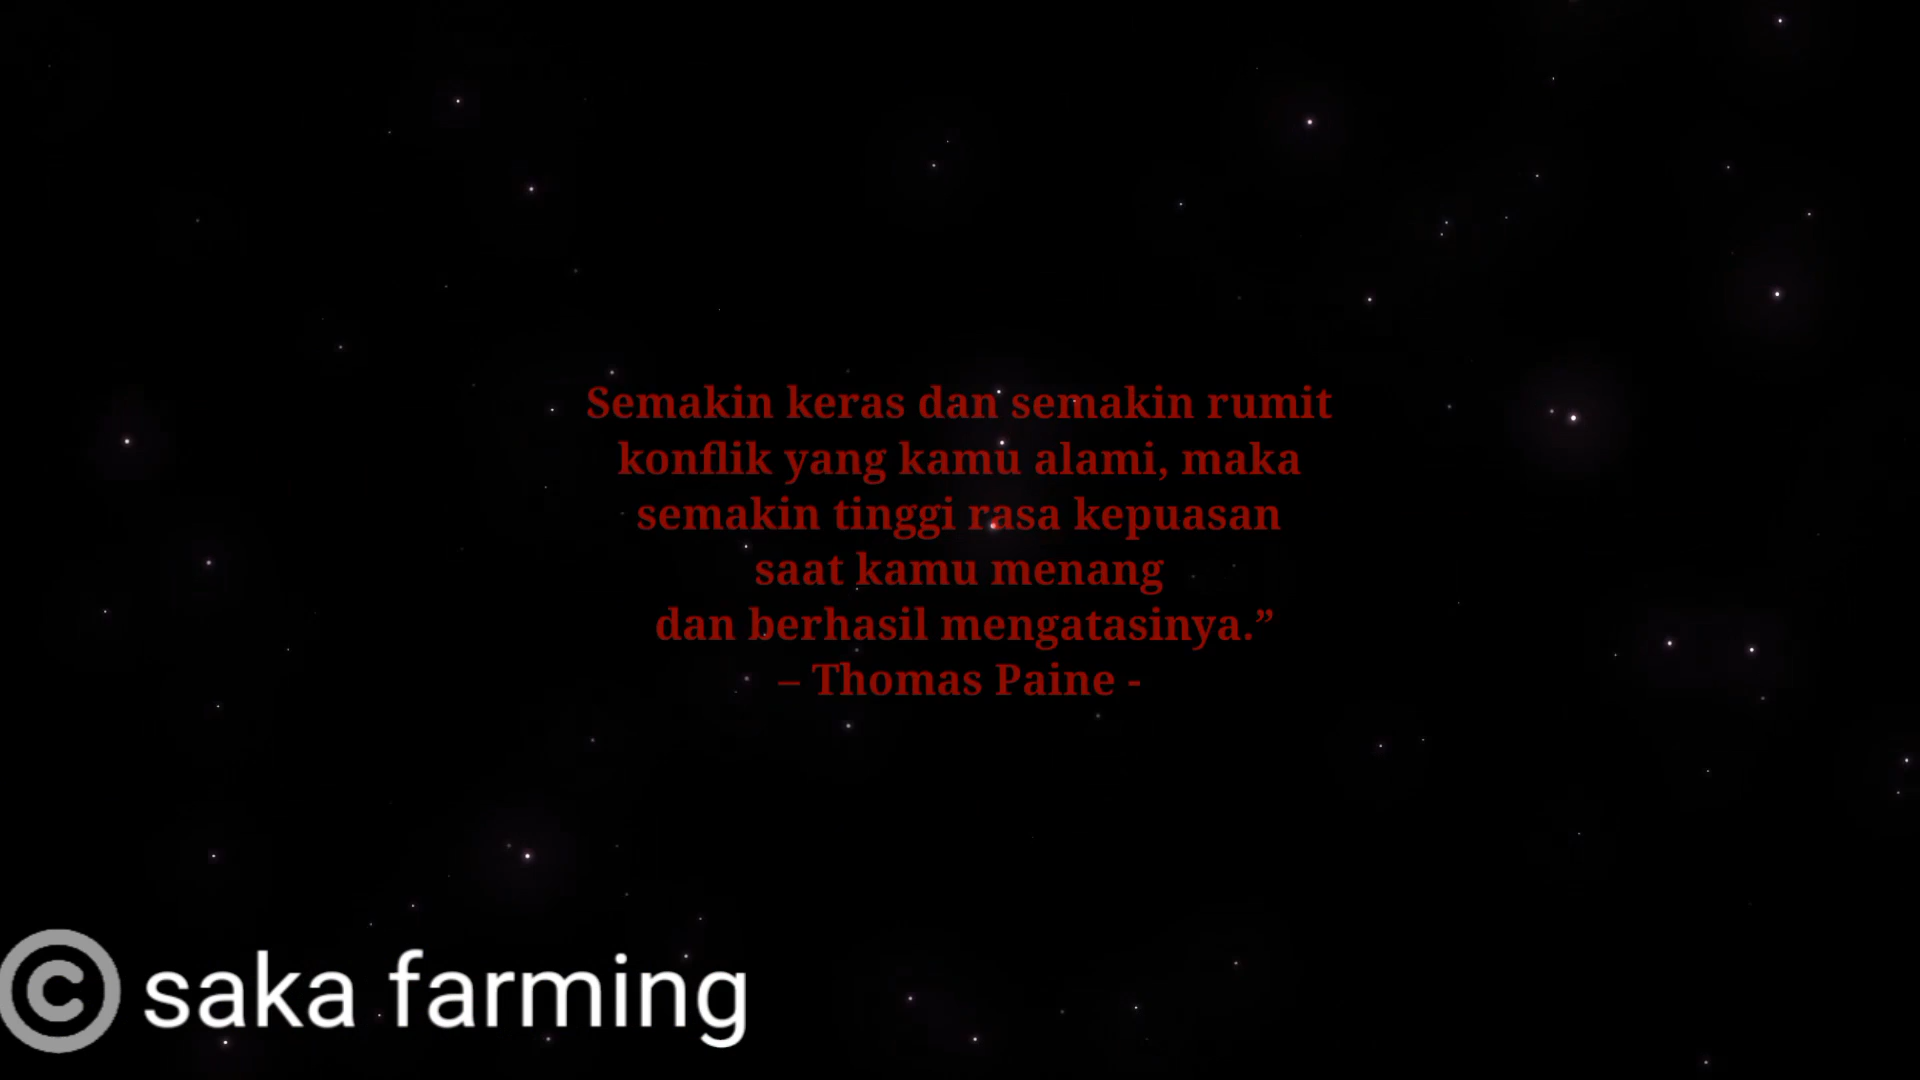 Semakin keras dan semakin rumit
konflik yang kamu alami, maka
semakin tinggi rasa kepuasan
saat kamu menang
dan berhasil mengatasinya.”
– Thomas Paine -
© saka farming